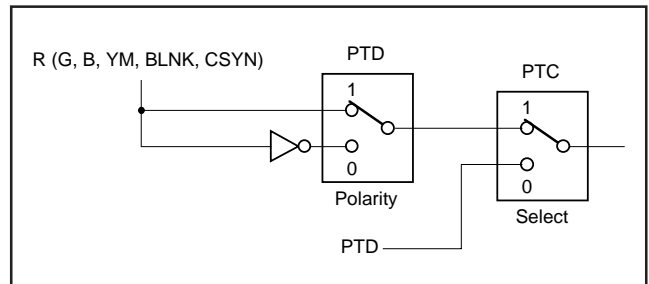 R (G, B, YM, BLNK, CSYN)
PTD
PTC
1
0
Polarity
1
0
Select
PTD